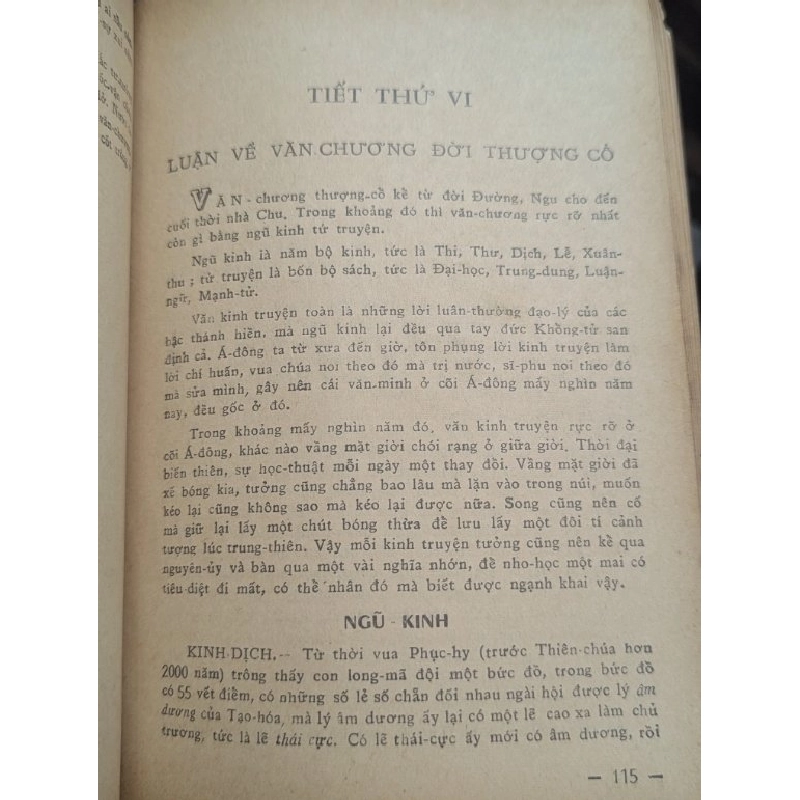 TIẾT THỨ VI
LUẬN VỀ VĂN-CHƯƠNG ĐỜI THƯỢNG CỔ
VĂN-chương thượng-cổ kể từ đời Đường, Ngu cho đến
cuối thời nhà Chu. Trong khoảng đó thì văn-chương rực rỡ nhất
còn gì bằng ngũ kinh tứ truyện.
Ngũ kinh là năm bộ kinh, tức là Thi, Thư, Dịch, Lễ, Xuân-
thu ; tứ truyện là bốn bộ sách, tức là Đại-học, Trung-dung, Luận-
ngữ, Mạnh-tử.
Văn kinh truyện toàn là những lời luân-thường đạo-lý của các
bậc thánh hiền. mà ngũ kinh lại đều qua tay đức Khổng-tử san
định cả. Á-đông ta từ xưa đến giờ, tôn phụng lời kinh truyện làm
lời chí huấn, vua chúa noi theo đó mà trị nước, sĩ-phu noi theo đó
mà sửa mình, gây nên cái văn-minh ở cõi Á-đông mấy nghìn năm
nay, đều gốc ở đó.
Trong khoảng mấy nghìn năm đó, văn kinh truyện rực rỡ ở
cõi Á-đông, khác nào vầng mặt giời chói rạng ở giữa giời. Thời đại
biến thiên, sự học-thuật mỗi ngày một thay đổi. Vầng mặt giời đã
xế bóng kia, tưởng cũng chẳng bao lâu mà lặn vào trong núi, muốn
kéo lại cũng không sao mà kéo lại được nữa. Song cũng nên cố
mà giữ lại lấy một chút bóng thừa để lưu lấy một đôi tí cảnh
tượng lúc trung-thiên. Vậy mỗi kinh truyện tưởng cũng nên kể qua
nguyên-ủy và bàn qua một vài nghĩa nhớn, để nho-học một mai có
tiêu-diệt đi mất, có thể nhân đó mà biết được ngạnh khai vậy.
NGŨ - KINH
KINH DỊCH.— Từ thời vua Phục-hy (trước Thiên-chúa hơn
2000 năm) trông thấy con long-mã đội một bức đồ, trong bức đồ
có 55 vết điểm, có những số lẻ số chẵn đối nhau ngài hội được lý âm
dương của Tạo-hóa, mà lý âm dương ấy lại có một lẽ cao xa làm chủ
trương, tức là lẽ thái cực. Có lẽ thái-cực ấy mới có âm dương, rồi
— 115 —